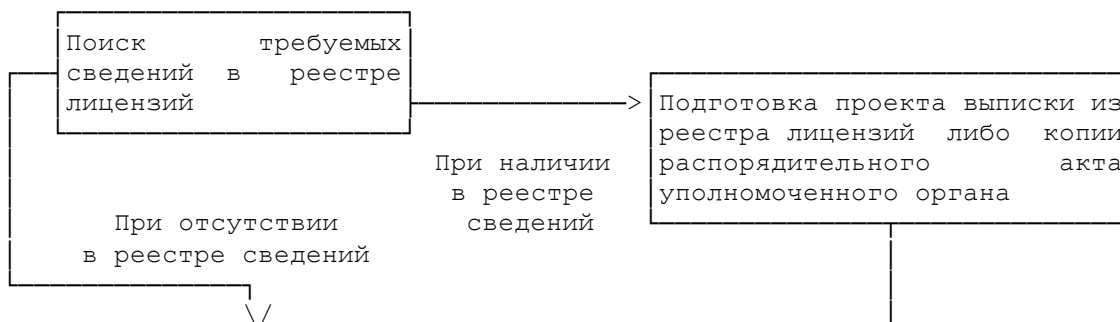 Поиск требуемых
сведений в реестре
лицензий
Подготовка проекта выписки из
реестра лицензий либо копии
распорядительного акта
уполномоченного органа
При наличии
в реестре
сведений
При отсутствии
в реестре сведений